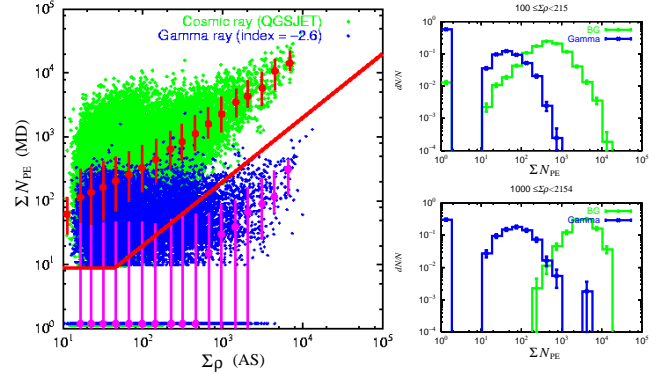 Cosmic ray (QGSJET)
Gamma ray (index = −2.6)
Σ N_PE (MD)
10^5
10^4
10^3
10^2
10^1
10^0
10^1 10^2 10^3 10^4 10^5
Σρ (AS)
100 ≤Σρ<215
BG
Gamma
dN/N
10^0
10^-1
10^-2
10^-3
10^-4
10^0 10^1 10^2 10^3 10^4 10^5
Σ N_PE
1000 ≤Σρ<2154
BG
Gamma
dN/N
10^0
10^-1
10^-2
10^-3
10^-4
10^0 10^1 10^2 10^3 10^4 10^5
Σ N_PE